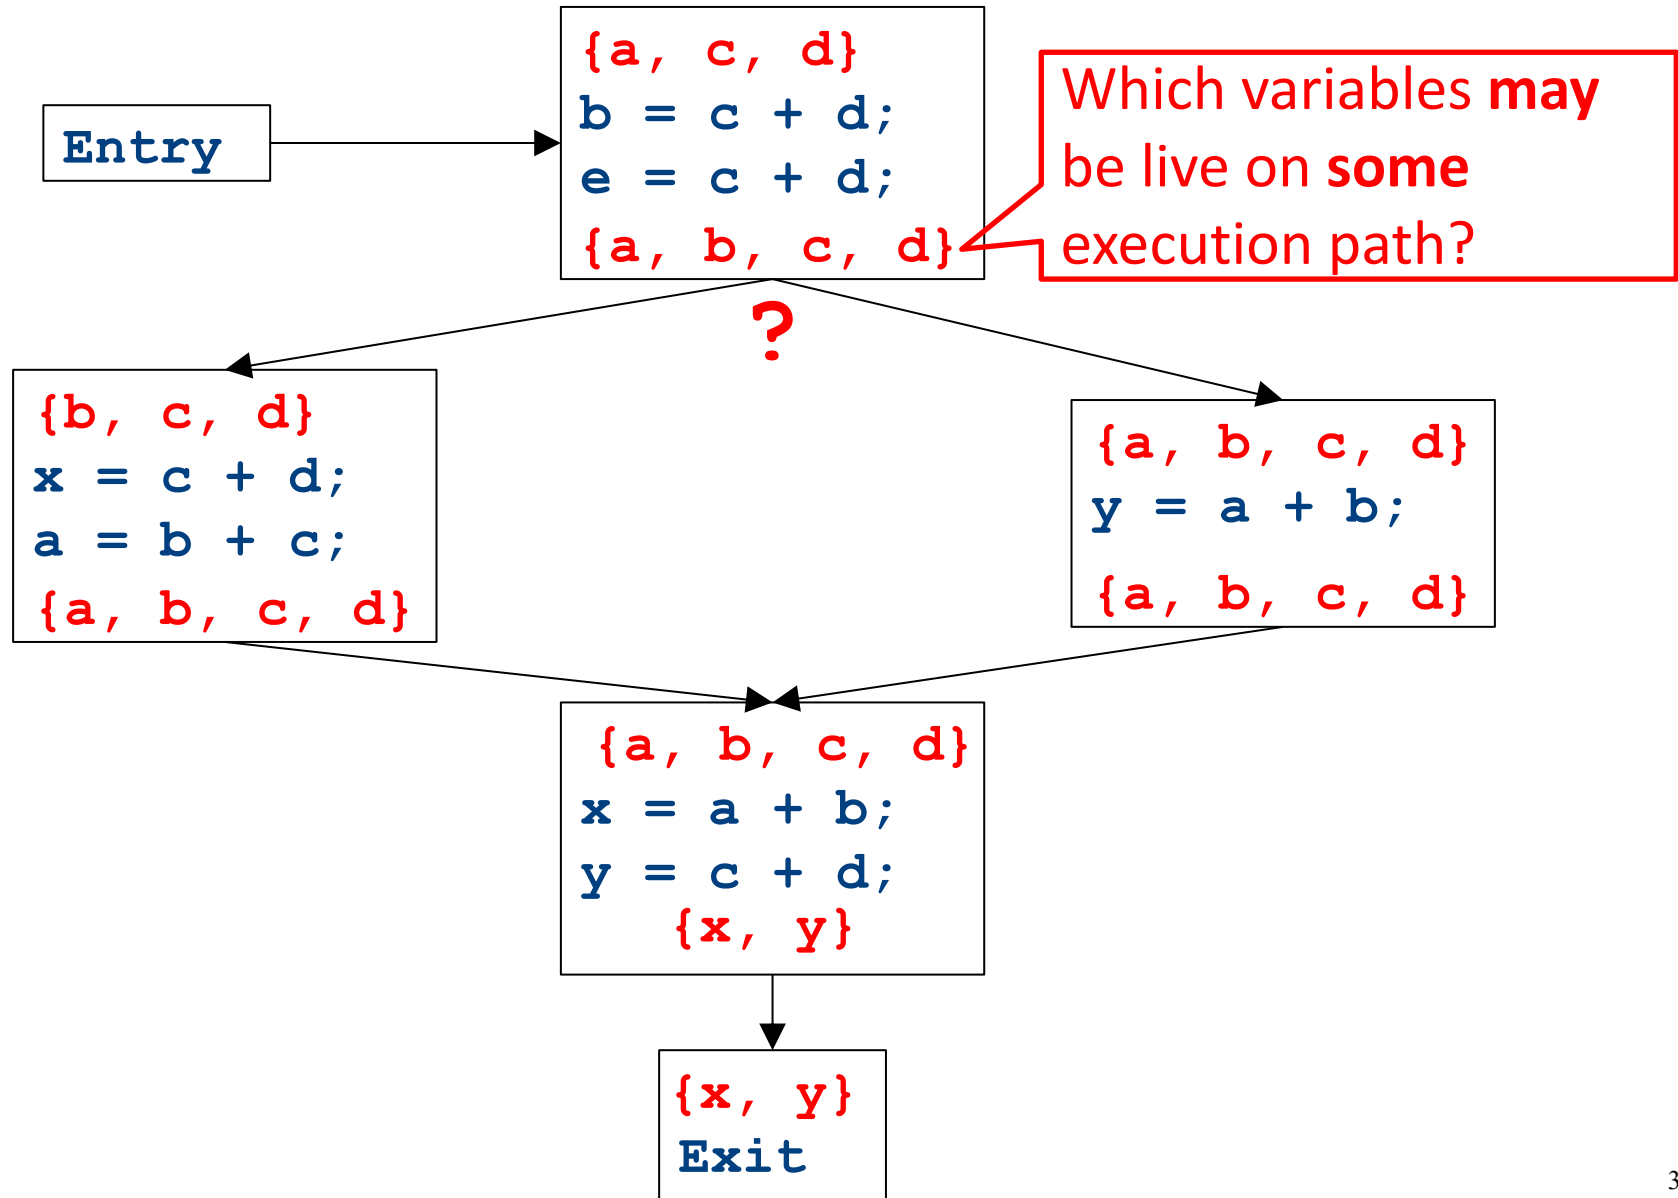 {a, c, d}
b = c + d;
e = c + d;
{a, b, c, d}
Which variables may
be live on some
execution path?
Entry
?
{b, c, d}
x = c + d;
a = b + c;
{a, b, c, d}
{a, b, c, d}
y = a + b;
{a, b, c, d}
{a, b, c, d}
x = a + b;
y = c + d;
{x, y}
{x, y}
Exit
3